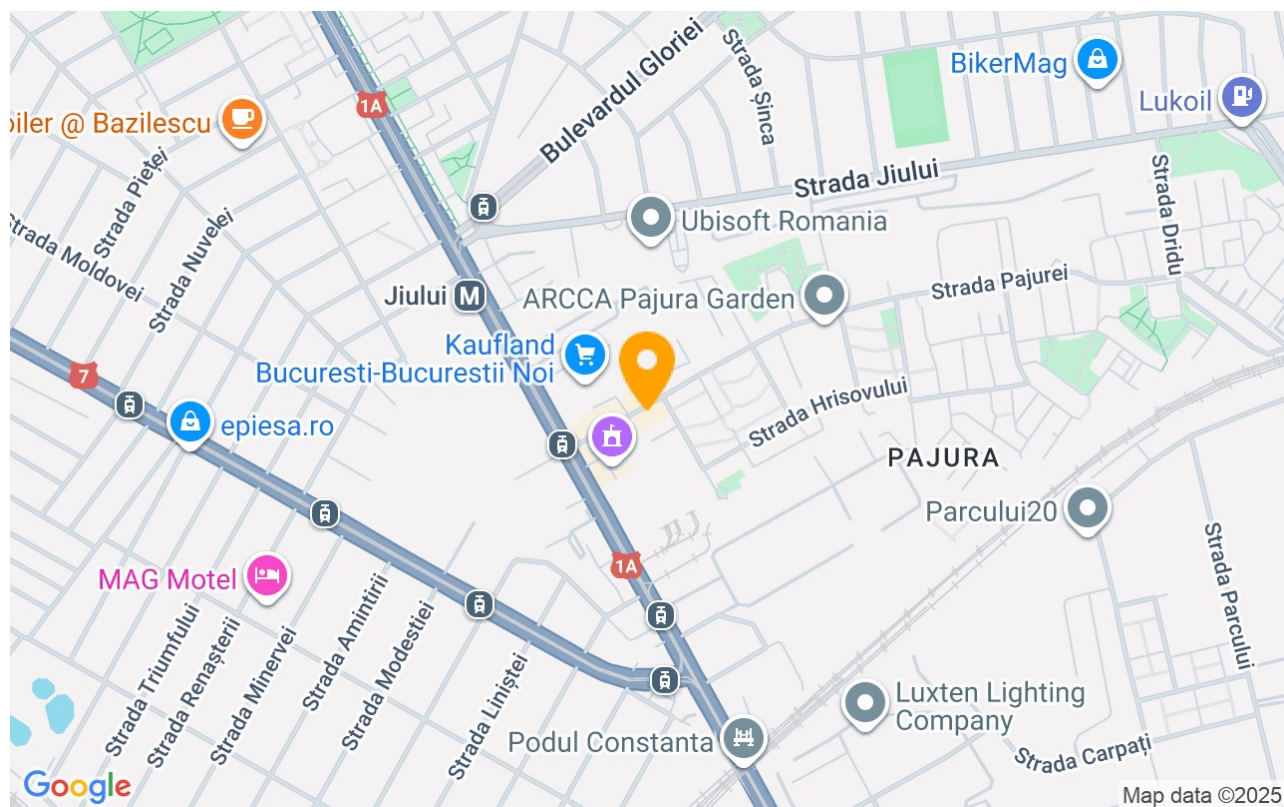 Strada Șinca
Bulevardul Gloriei
BikerMag
1A
Lukoil
oiler @ Bazilescu
Strada Pieței
Strada Jiului
Strada Nuvelei
Ubisoft Romania
Strada Dridu
Strada Moldovei
Jiului
M
Strada Pajurei
ARCCA Pajura Garden
Kaufland
Bucuresti-Bucurestii Noi
7
Strada Hrisovului
epiesa.ro
PAJURA
Parcului20
1A
MAG Motel
Strada Triumfului
Strada Renașterii
Strada Minervei
Strada Amintirii
Strada Modestiei
Strada Liniștei
Strada Parcului
Luxten Lighting
Company
Podul Constanta
Strada Carpați
Google
Map data ©2025